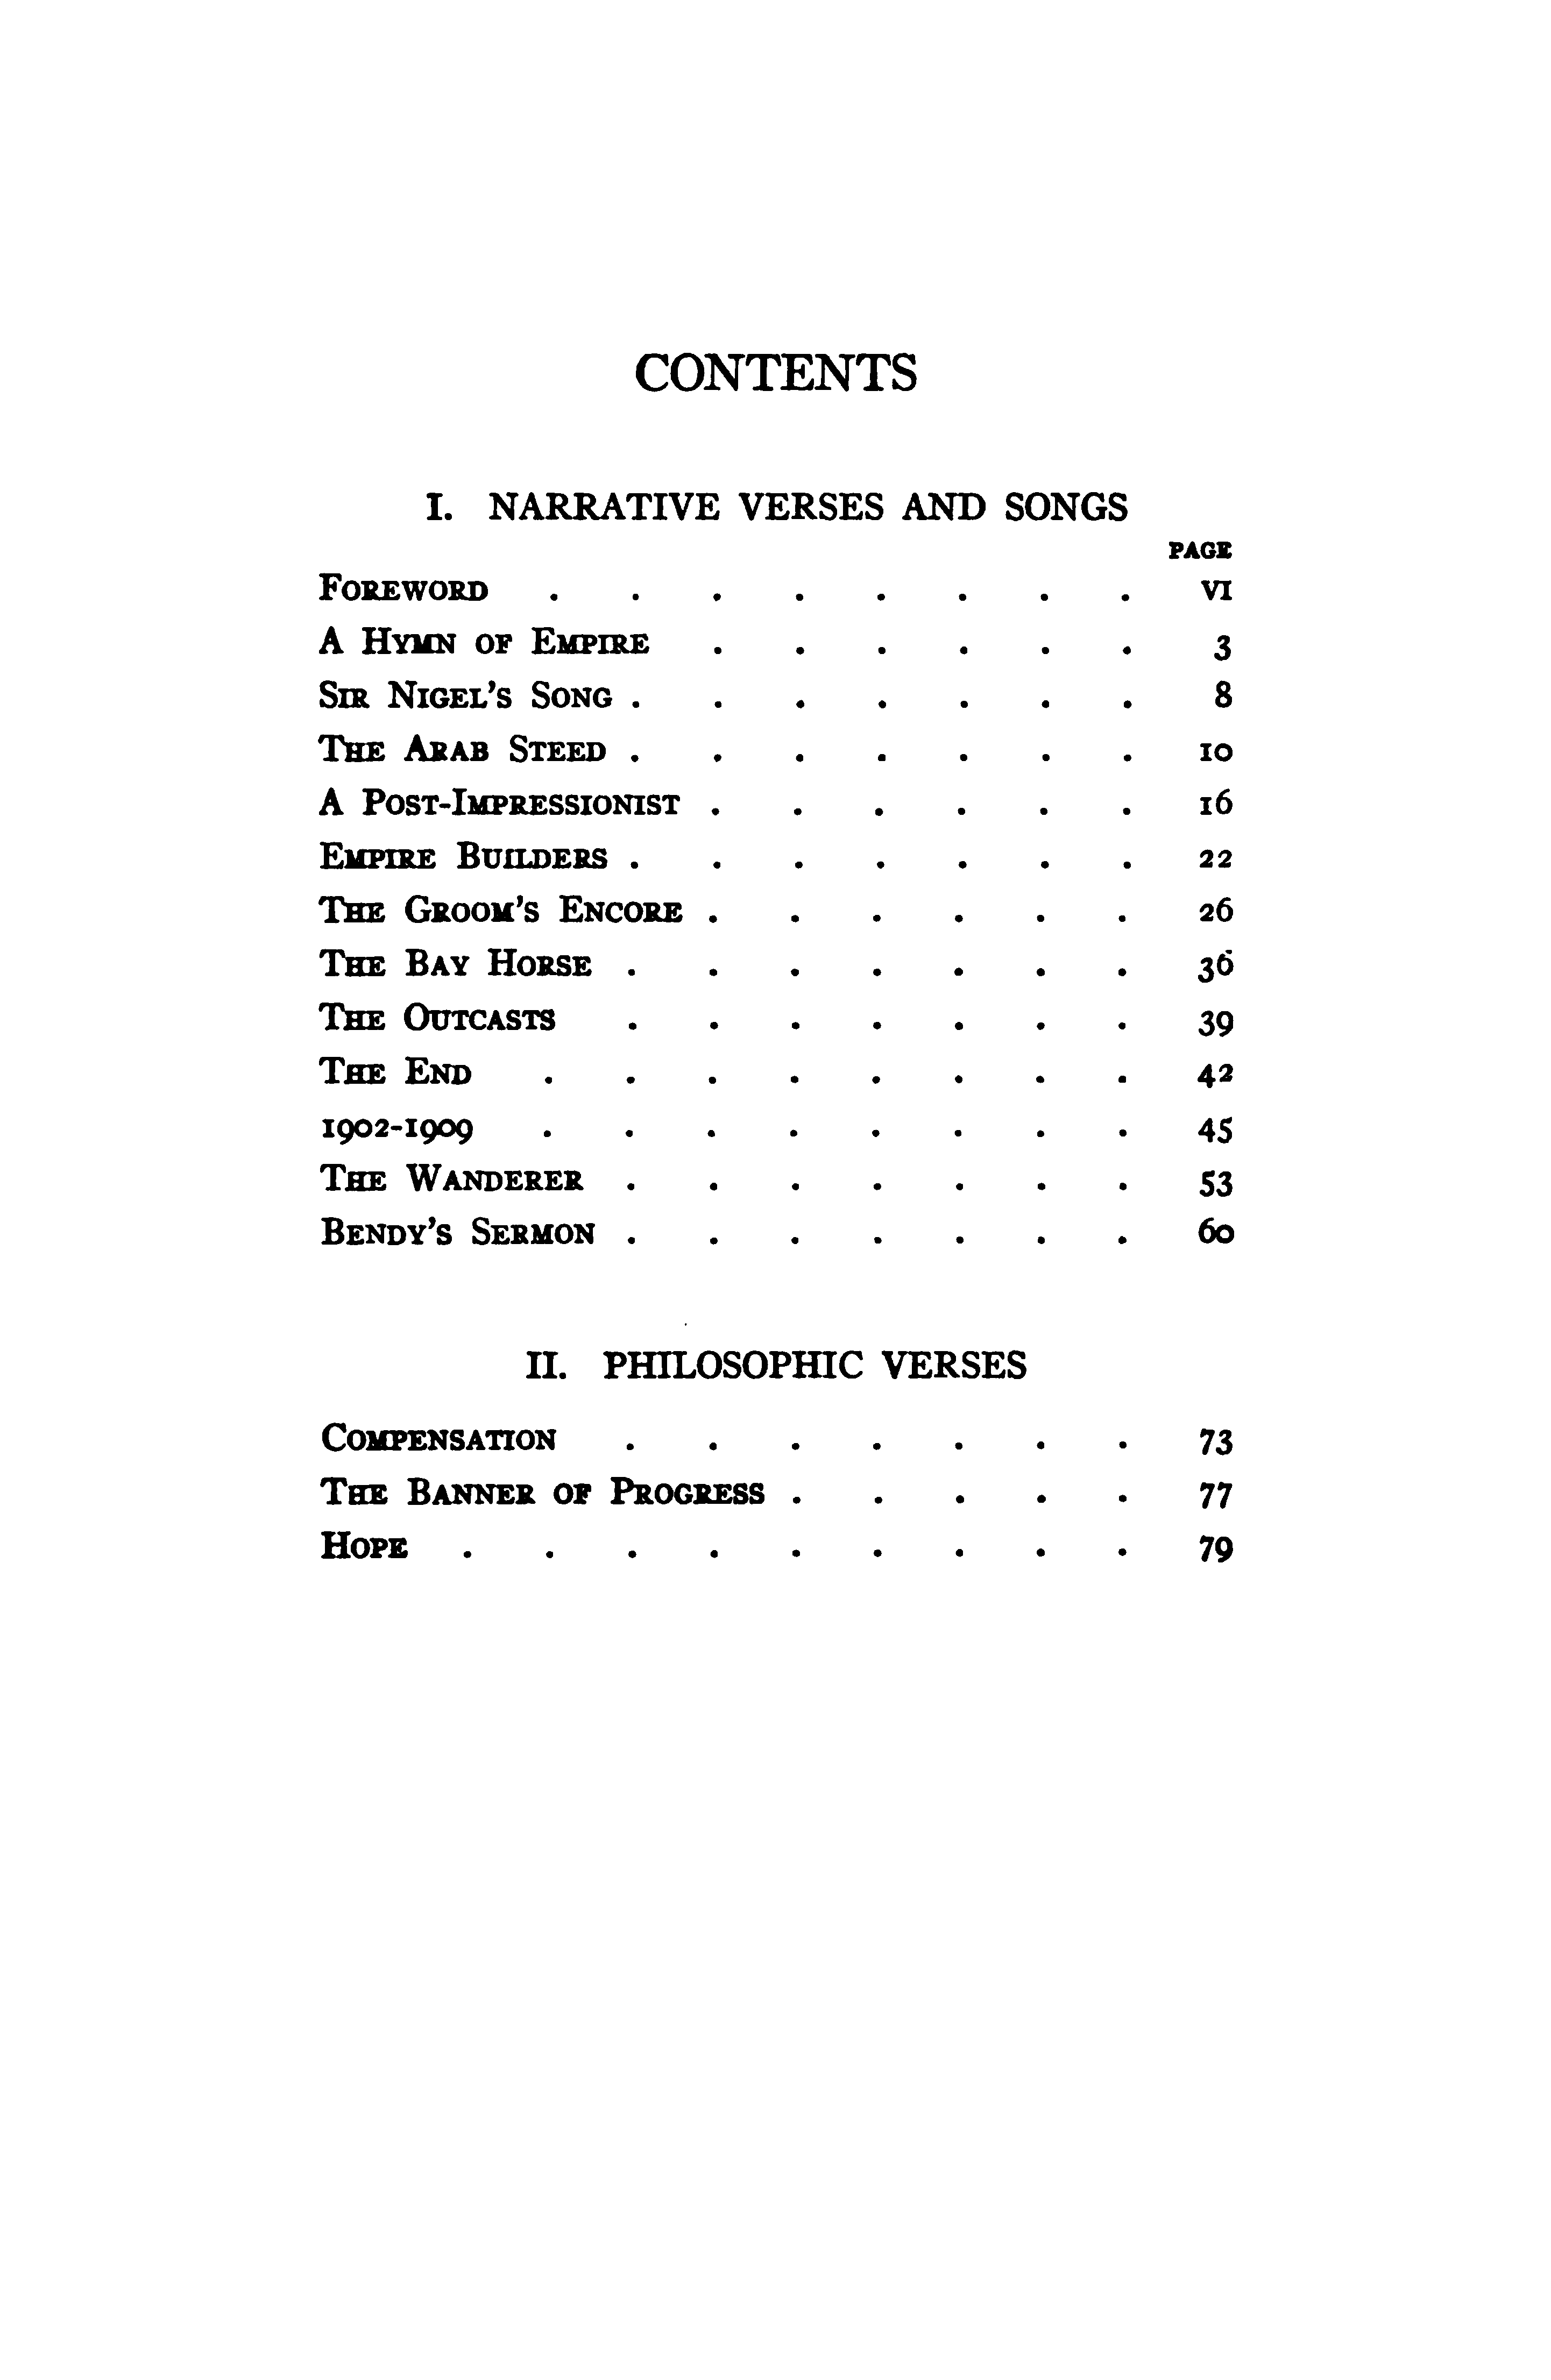 CONTENTS
I. NARRATIVE VERSES AND SONGS
PAGE
FOREWORD . . . . . . . . VI
A HYMN OF EMPIRE . . . . . . 3
SIR NIGEL'S SONG . . . . . . . 8
THE ARAB STEED . . . . . . . 10
A POST-IMPRESSIONIST . . . . . . 16
EMPIRE BUILDERS . . . . . . . 22
THE GROOM'S ENCORE . . . . . . 26
THE BAY HORSE . . . . . . . 36
THE OUTCASTS . . . . . . . 39
THE END . . . . . . . . 42
1902-1909 . . . . . . . . 45
THE WANDERER . . . . . . . 53
BENDY'S SERMON . . . . . . . 60
II. PHILOSOPHIC VERSES
COMPENSATION . . . . . . . 73
THE BANNER OF PROGRESS . . . . . 77
HOPE . . . . . . . . . 79